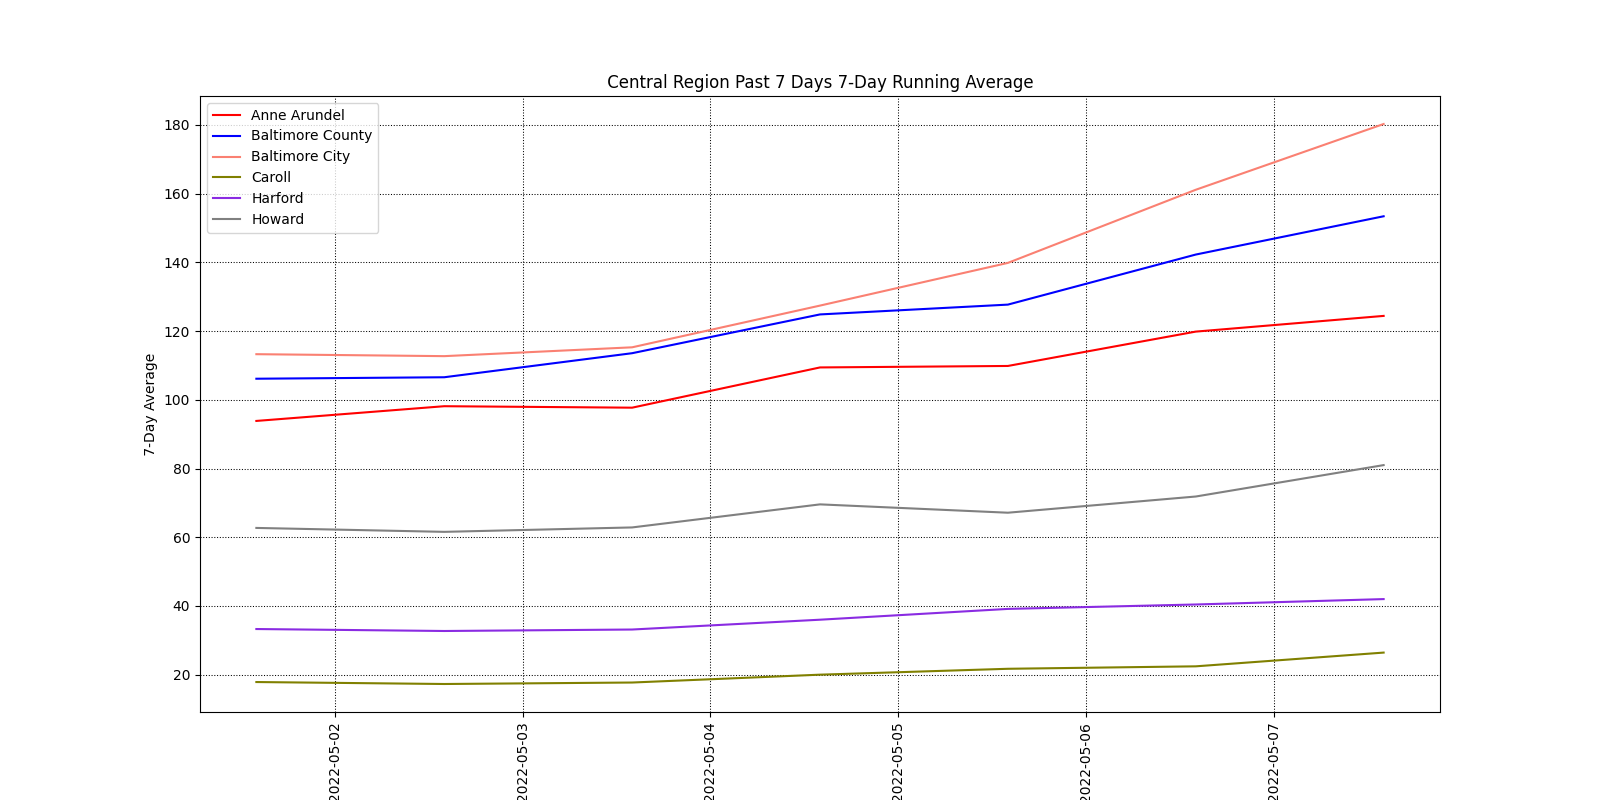 Central Region Past 7 Days 7-Day Running Average
Anne Arundel
Baltimore County
Baltimore City
Caroll
Harford
Howard
180
160
140
120
100
80
60
40
20
7-Day Average
2022-05-02
2022-05-03
2022-05-04
2022-05-05
2022-05-06
2022-05-07